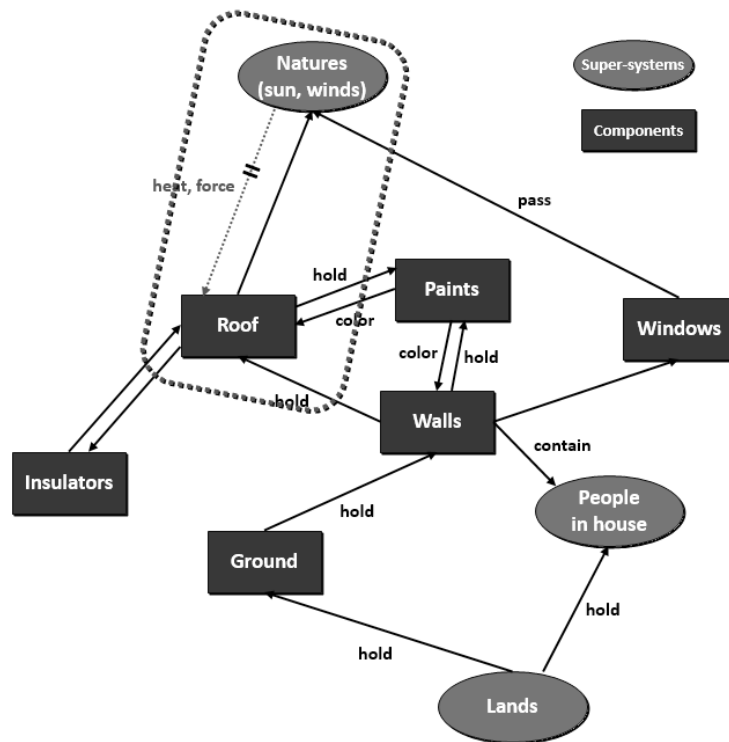 Natures
(sun, winds)
Super-systems
Components
heat, force
pass
hold
Paints
Roof
color
Windows
color
hold
hold
Walls
contain
Insulators
People
in house
hold
Ground
hold
hold
Lands